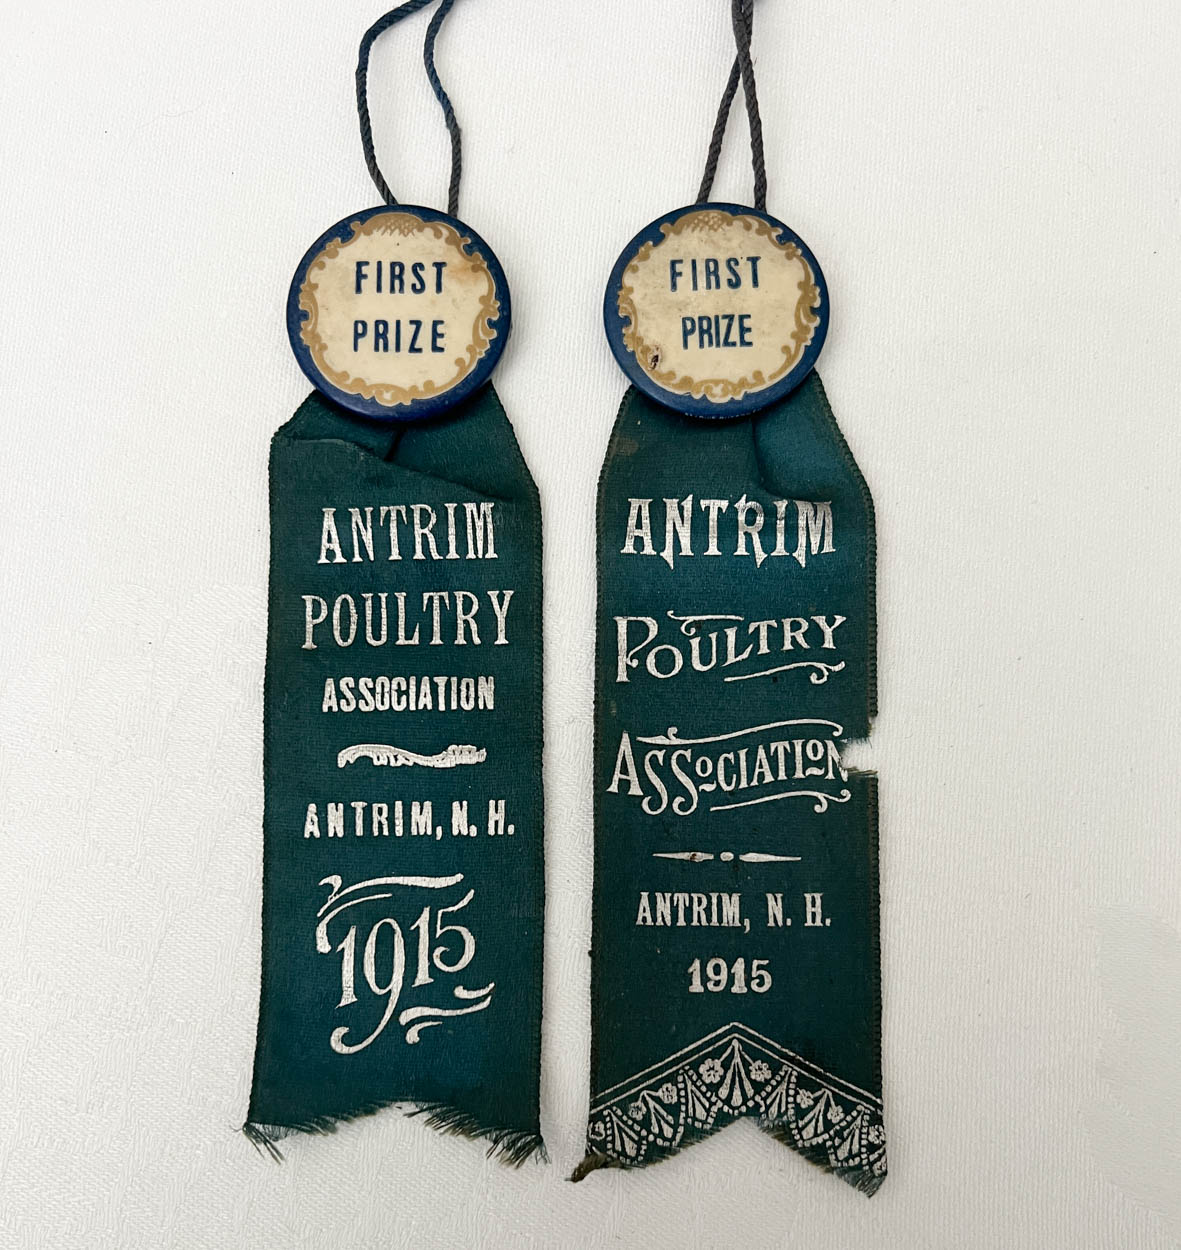 FIRST
PRIZE
ANTRIM
POULTRY
ASSOCIATION
ANTRIM, N. H.
1915
FIRST
PRIZE
ANTRIM
POULTRY
ASSOCIATION
ANTRIM, N. H.
1915